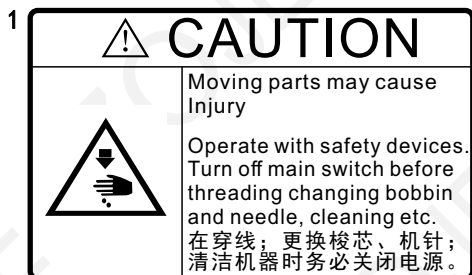 1
⚠ CAUTION
Moving parts may cause
Injury
Operate with safety devices.
Turn off main switch before
threading changing bobbin
and needle, cleaning etc.
在穿线；更换梭芯、机针；
清洁机器时务必关闭电源。